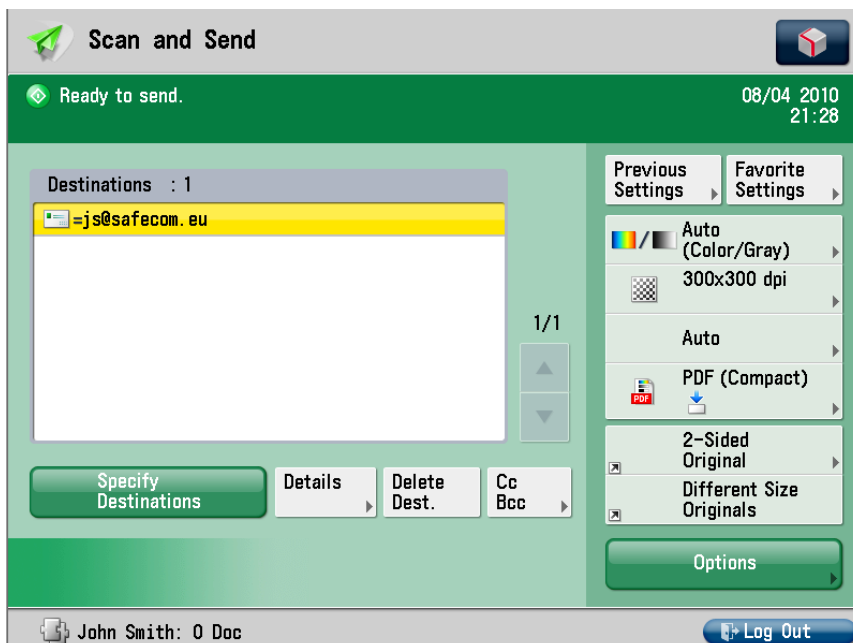 Scan and Send
Ready to send.
08/04 2010
21:28
Destinations : 1
=js@safecom.eu
1/1
Specify
Destinations
Details
Delete
Dest.
Cc
Bcc
Previous
Settings
Favorite
Settings
Auto
(Color/Gray)
300x300 dpi
Auto
PDF (Compact)
PDF
2-Sided
Original
Different Size
Originals
Options
John Smith: 0 Doc
Log Out